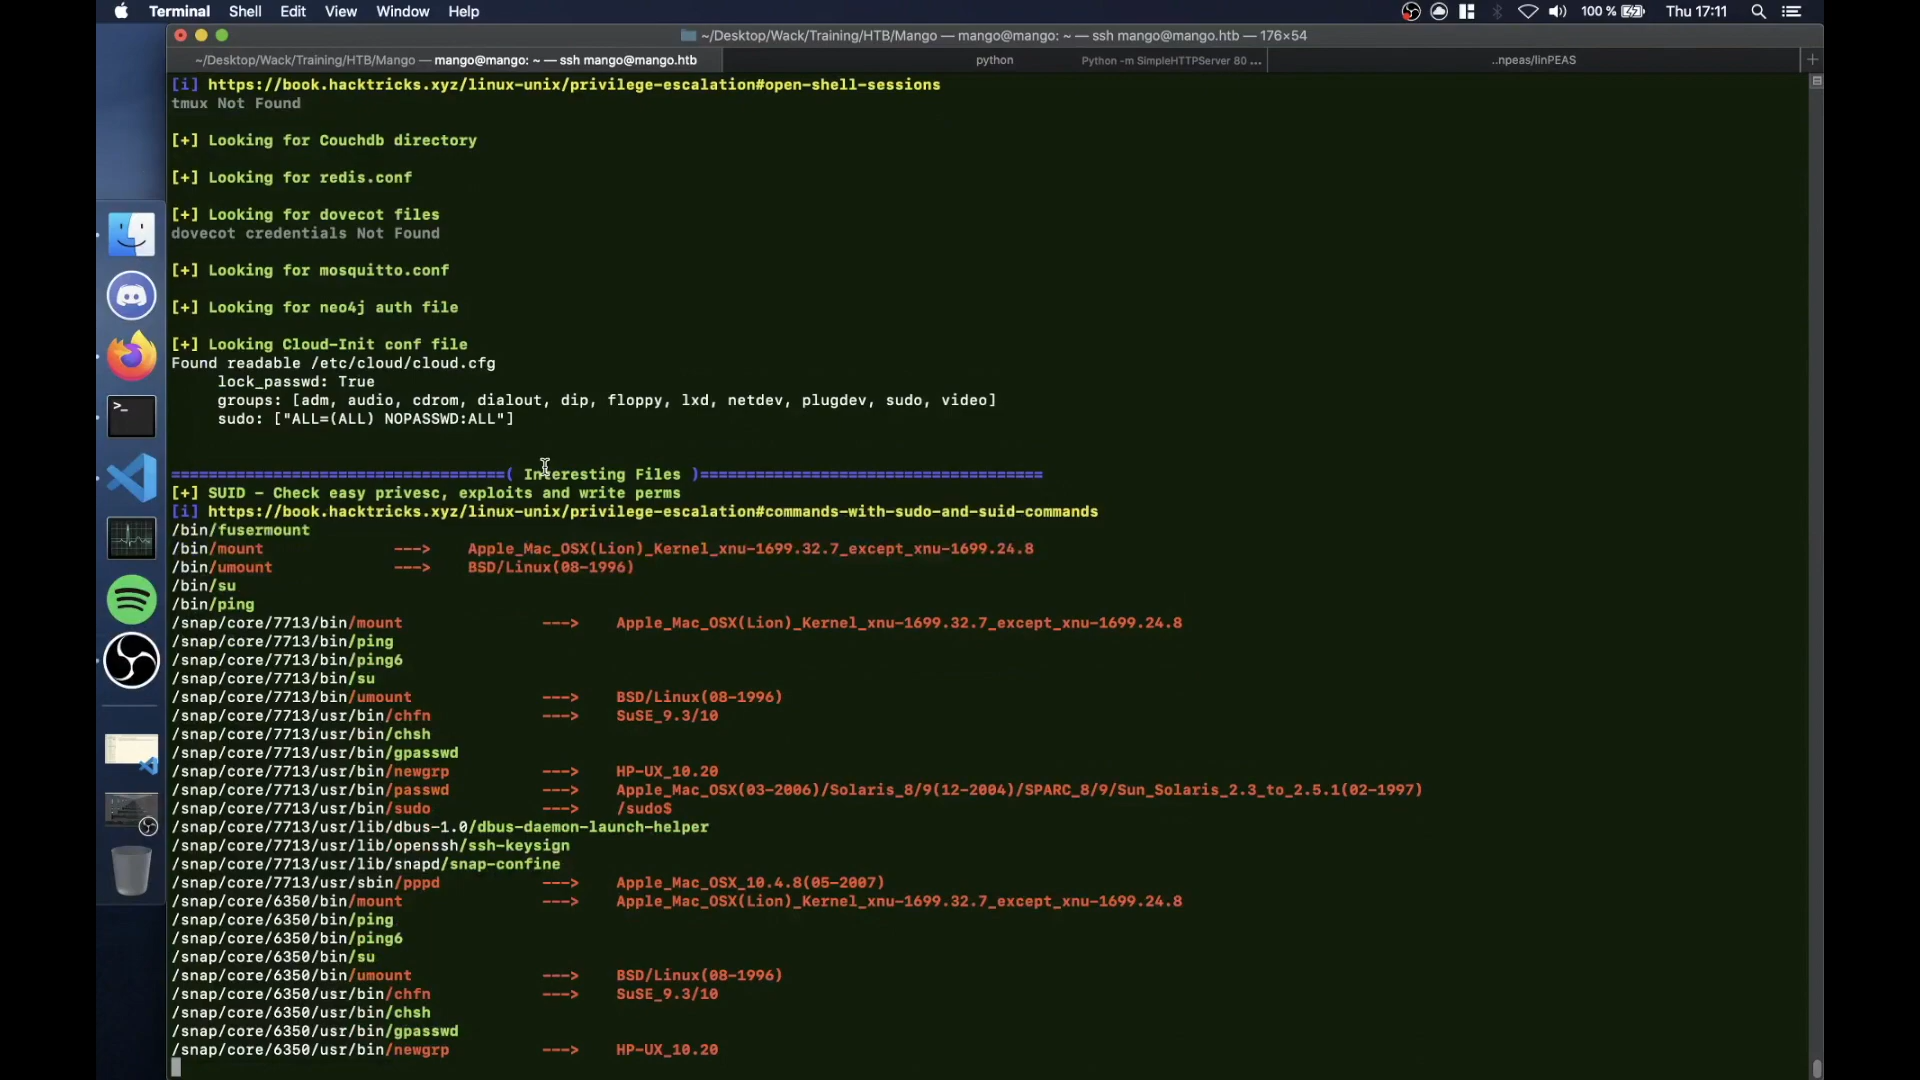 Terminal Shell Edit View Window Help 100 % Thu 17:11
~/Desktop/Wack/Training/HTB/Mango — mango@mango: ~ — ssh mango@mango.htb — 176×54
~/Desktop/Wack/Training/HTB/Mango — mango@mango: ~ — ssh mango@mango.htb python Python -m SimpleHTTPServer 80 ... ..npeas/linPEAS +
[i] https://book.hacktricks.xyz/linux-unix/privilege-escalation#open-shell-sessions
tmux Not Found
[+] Looking for Couchdb directory
[+] Looking for redis.conf
[+] Looking for dovecot files
dovecot credentials Not Found
[+] Looking for mosquitto.conf
[+] Looking for neo4j auth file
[+] Looking Cloud-Init conf file
Found readable /etc/cloud/cloud.cfg
lock_passwd: True
groups: [adm, audio, cdrom, dialout, dip, floppy, lxd, netdev, plugdev, sudo, video]
sudo: ["ALL=(ALL) NOPASSWD:ALL"]
====================================( Interesting Files )=====================================
[+] SUID - Check easy privesc, exploits and write perms
[i] https://book.hacktricks.xyz/linux-unix/privilege-escalation#commands-with-sudo-and-suid-commands
/bin/fusermount
/bin/mount ---> Apple_Mac_OSX(Lion)_Kernel_xnu-1699.32.7_except_xnu-1699.24.8
/bin/umount ---> BSD/Linux(08-1996)
/bin/su
/bin/ping
/snap/core/7713/bin/mount ---> Apple_Mac_OSX(Lion)_Kernel_xnu-1699.32.7_except_xnu-1699.24.8
/snap/core/7713/bin/ping
/snap/core/7713/bin/ping6
/snap/core/7713/bin/su
/snap/core/7713/bin/umount ---> BSD/Linux(08-1996)
/snap/core/7713/usr/bin/chfn ---> SuSE_9.3/10
/snap/core/7713/usr/bin/chsh
/snap/core/7713/usr/bin/gpasswd
/snap/core/7713/usr/bin/newgrp ---> HP-UX_10.20
/snap/core/7713/usr/bin/passwd ---> Apple_Mac_OSX(03-2006)/Solaris_8/9(12-2004)/SPARC_8/9/Sun_Solaris_2.3_to_2.5.1(02-1997)
/snap/core/7713/usr/bin/sudo ---> /sudo$
/snap/core/7713/usr/lib/dbus-1.0/dbus-daemon-launch-helper
/snap/core/7713/usr/lib/openssh/ssh-keysign
/snap/core/7713/usr/lib/snapd/snap-confine
/snap/core/7713/usr/sbin/pppd ---> Apple_Mac_OSX_10.4.8(05-2007)
/snap/core/6350/bin/mount ---> Apple_Mac_OSX(Lion)_Kernel_xnu-1699.32.7_except_xnu-1699.24.8
/snap/core/6350/bin/ping
/snap/core/6350/bin/ping6
/snap/core/6350/bin/su
/snap/core/6350/bin/umount ---> BSD/Linux(08-1996)
/snap/core/6350/usr/bin/chfn ---> SuSE_9.3/10
/snap/core/6350/usr/bin/chsh
/snap/core/6350/usr/bin/gpasswd
/snap/core/6350/usr/bin/newgrp ---> HP-UX_10.20